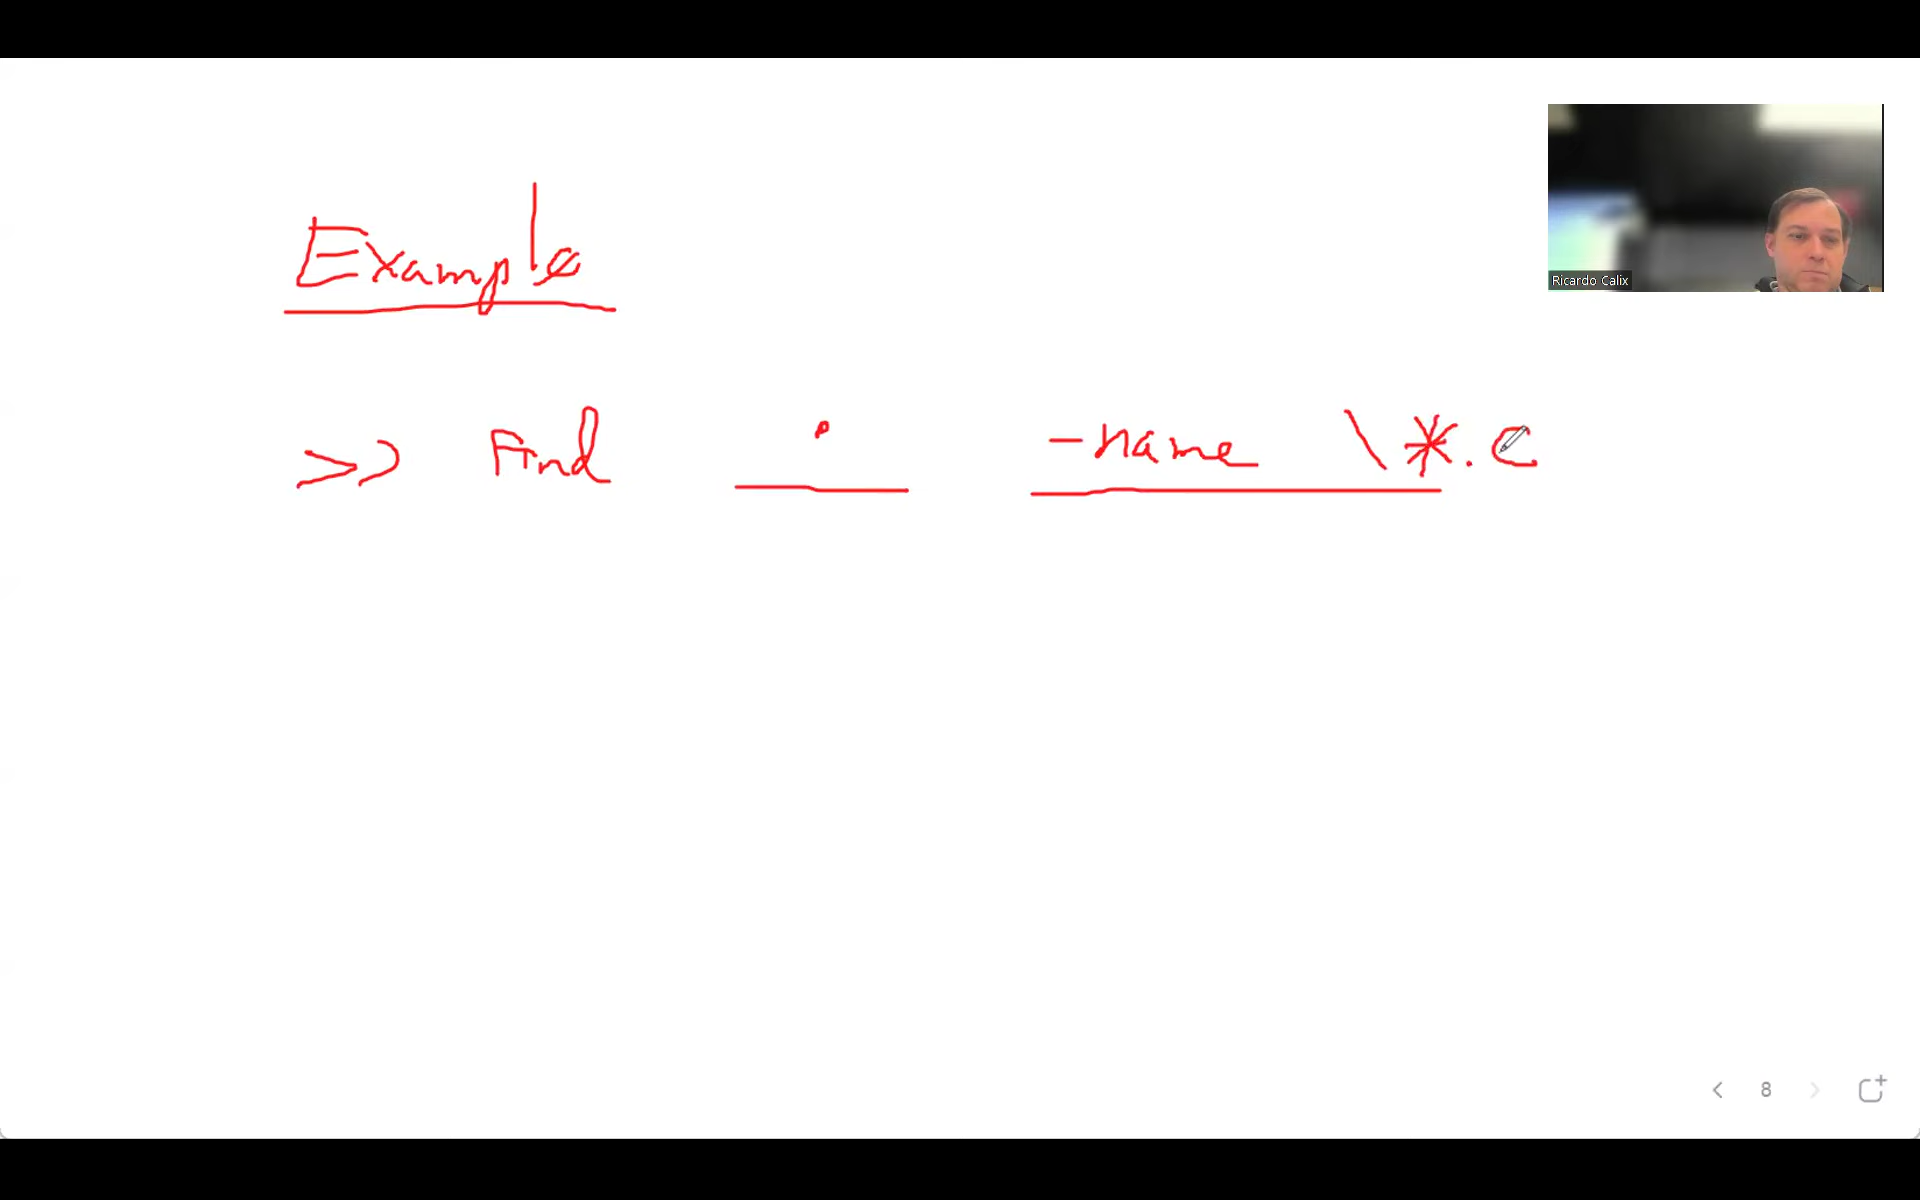 Example
Ricardo Calix
>> Find . -name \*.c
8